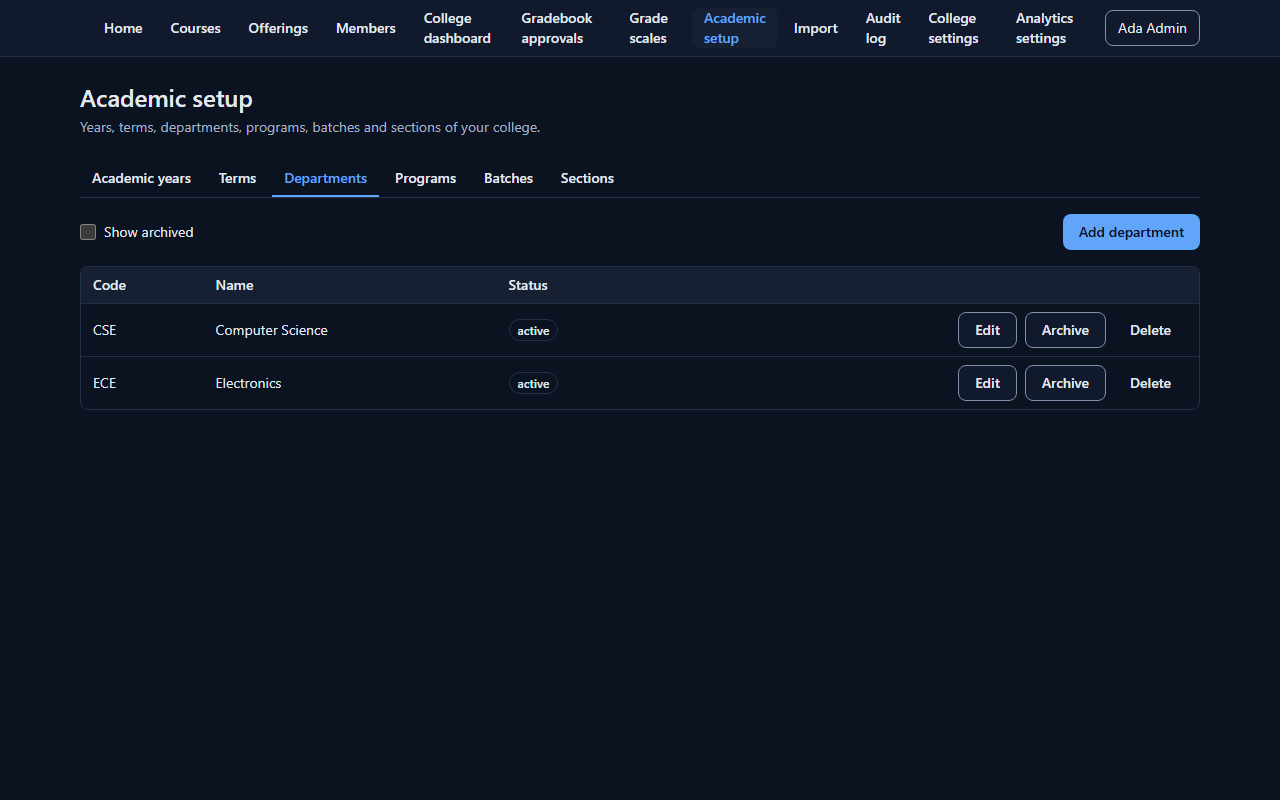 Home Courses Offerings Members College dashboard Gradebook approvals Grade scales Academic setup Import Audit log College settings Analytics settings Ada Admin
Academic setup
Years, terms, departments, programs, batches and sections of your college.
Academic years Terms Departments Programs Batches Sections
Show archived Add department
Code Name Status
CSE Computer Science active Edit Archive Delete
ECE Electronics active Edit Archive Delete